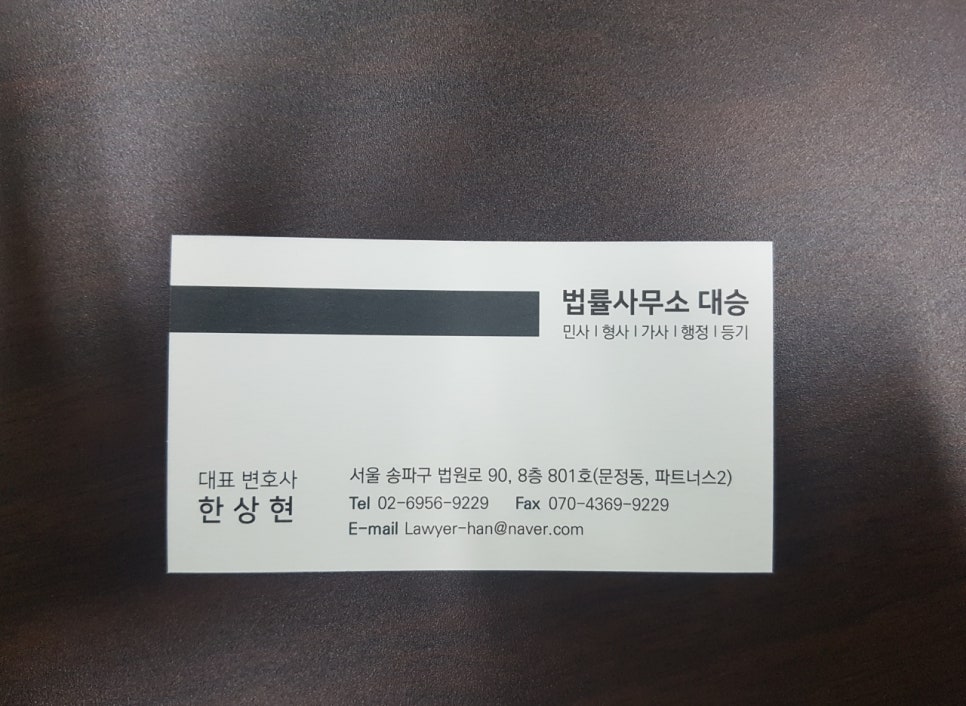 법률사무소 대승
민사 | 형사 | 가사 | 행정 | 등기
대표 변호사
한상현
서울 송파구 법원로 90, 8층 801호(문정동, 파트너스2)
Tel 02-6956-9229 Fax 070-4369-9229
E-mail Lawyer-han@naver.com